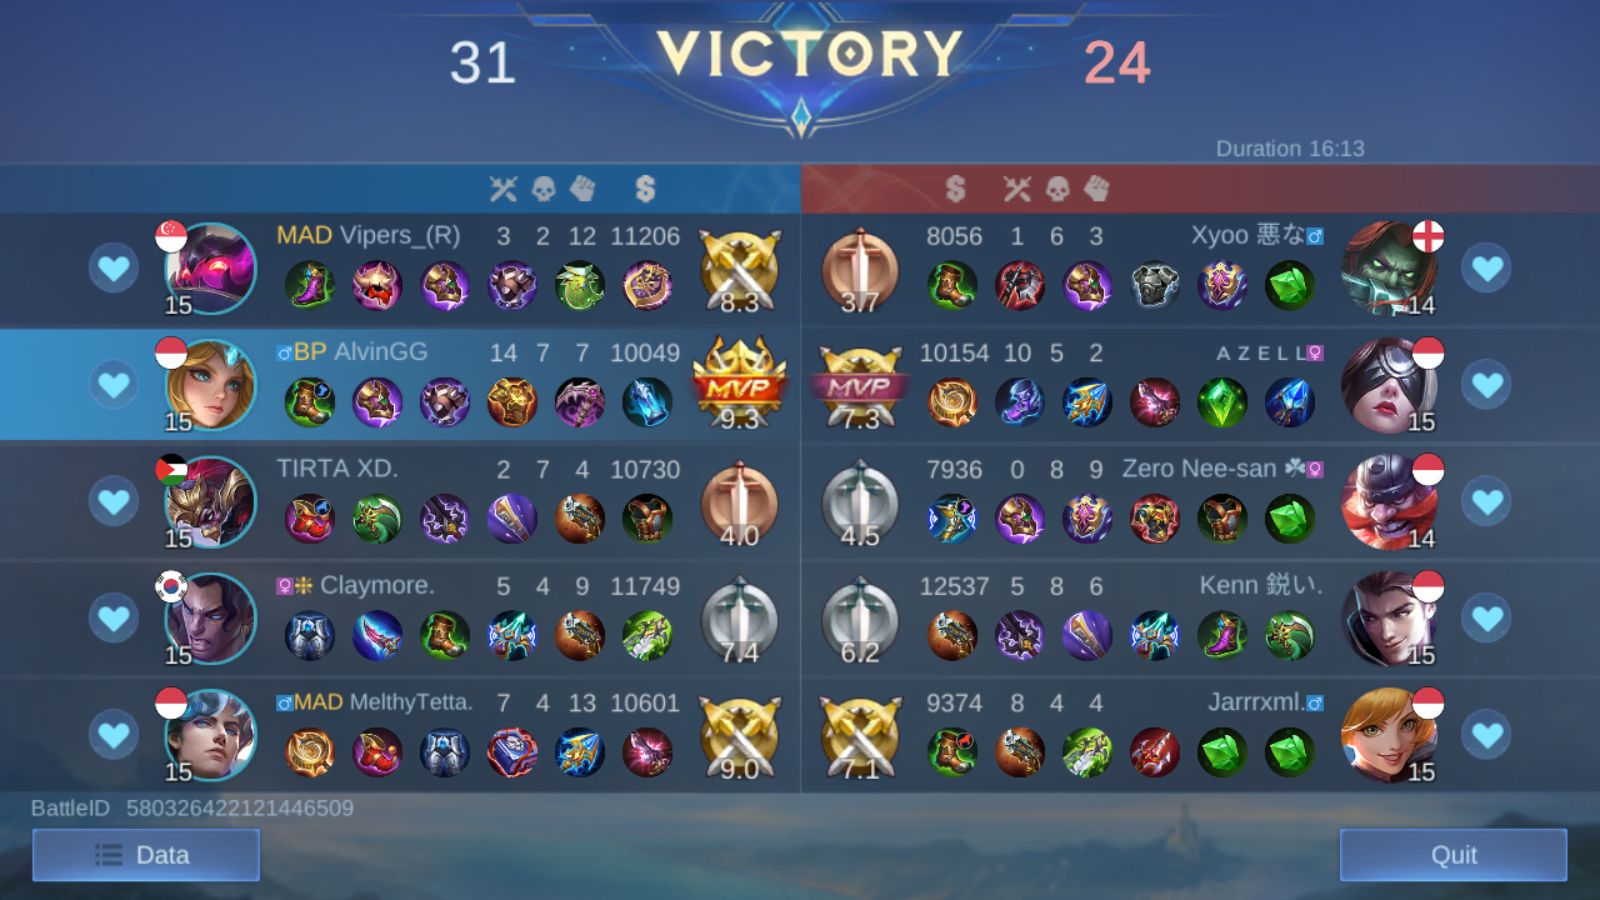 31 VICTORY 24
Duration 16:13
MAD Vipers_(R) 3 2 12 11206
15 8.3
8056 1 6 3 Xyoo 悪な
3.7 14
BP AlvinGG 14 7 7 10049
15 MVP 9.3
10154 10 5 2 A Z E L L
MVP 7.3 15
TIRTA XD. 2 7 4 10730
15 4.0
7936 0 8 9 Zero Nee-san ☘
4.5 14
Claymore. 5 4 9 11749
15 7.4
12537 5 8 6 Kenn 鋭い.
6.2 15
MAD MelthyTetta. 7 4 13 10601
15 9.0
9374 8 4 4 Jarrrxml.
7.1 15
BattleID 580326422121446509
Data
Quit